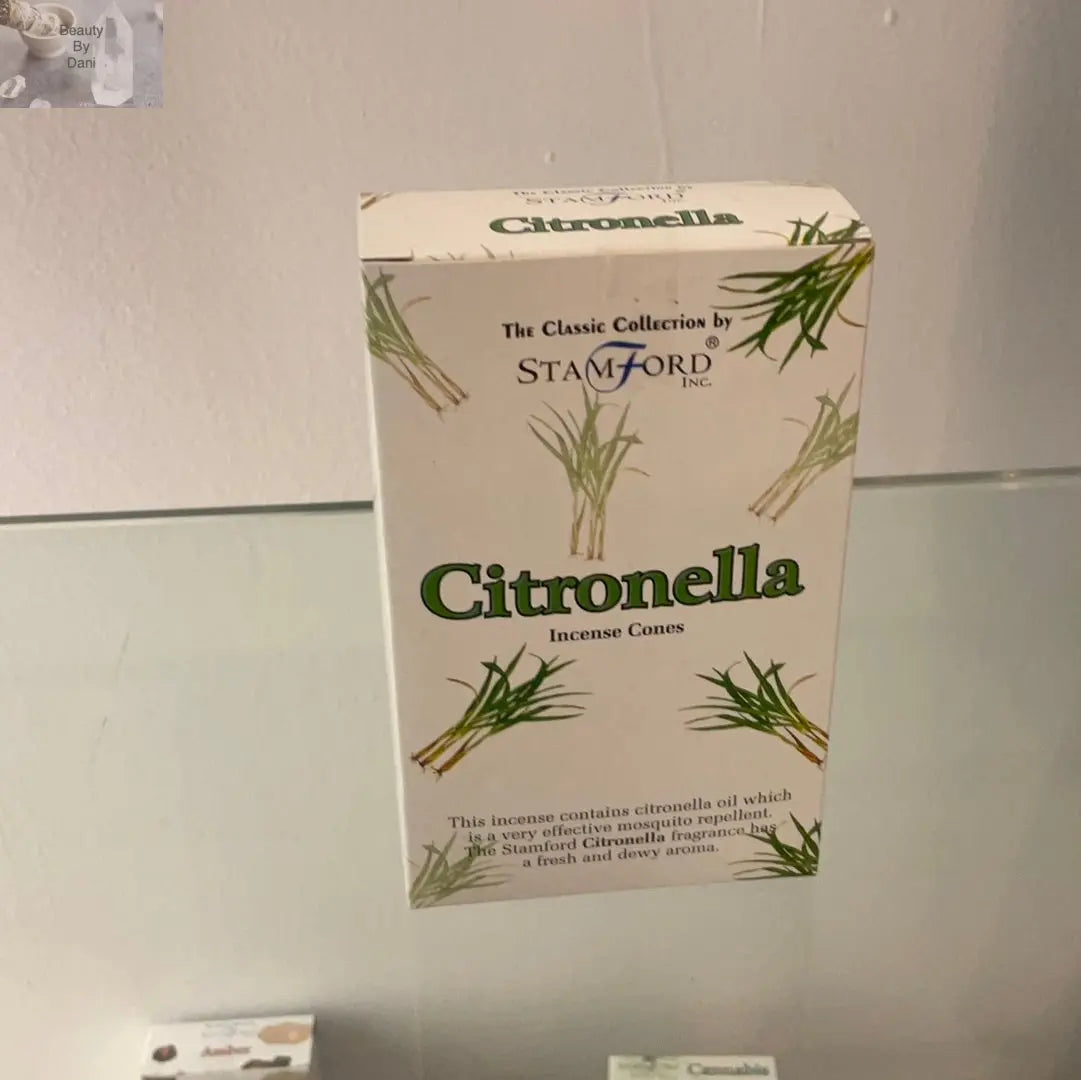 Beauty
By
Dani
The Classic Collection by
STAMFORD
INC.
Citronella
The Classic Collection by
STAMFORD®
INC.
Citronella
Incense Cones
This incense contains citronella oil which
is a very effective mosquito repellent.
The Stamford Citronella fragrance has
a fresh and dewy aroma.
Amber
Cannabis